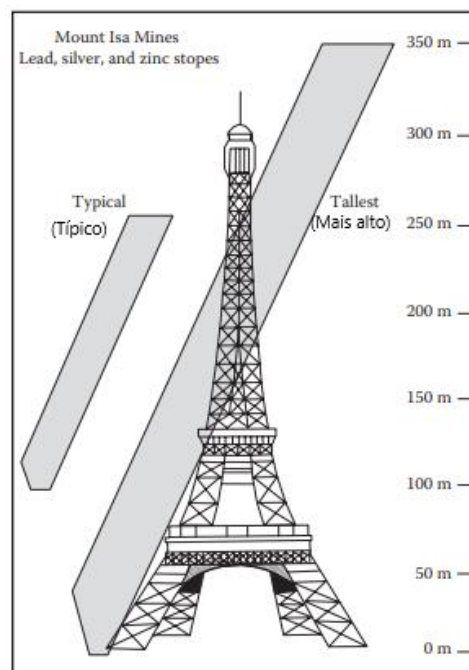 Mount Isa Mines
Lead, silver, and zinc stopes
350 m
300 m
Typical
(Típico)
Tallest
(Mais alto)
250 m
200 m
150 m
100 m
50 m
0 m